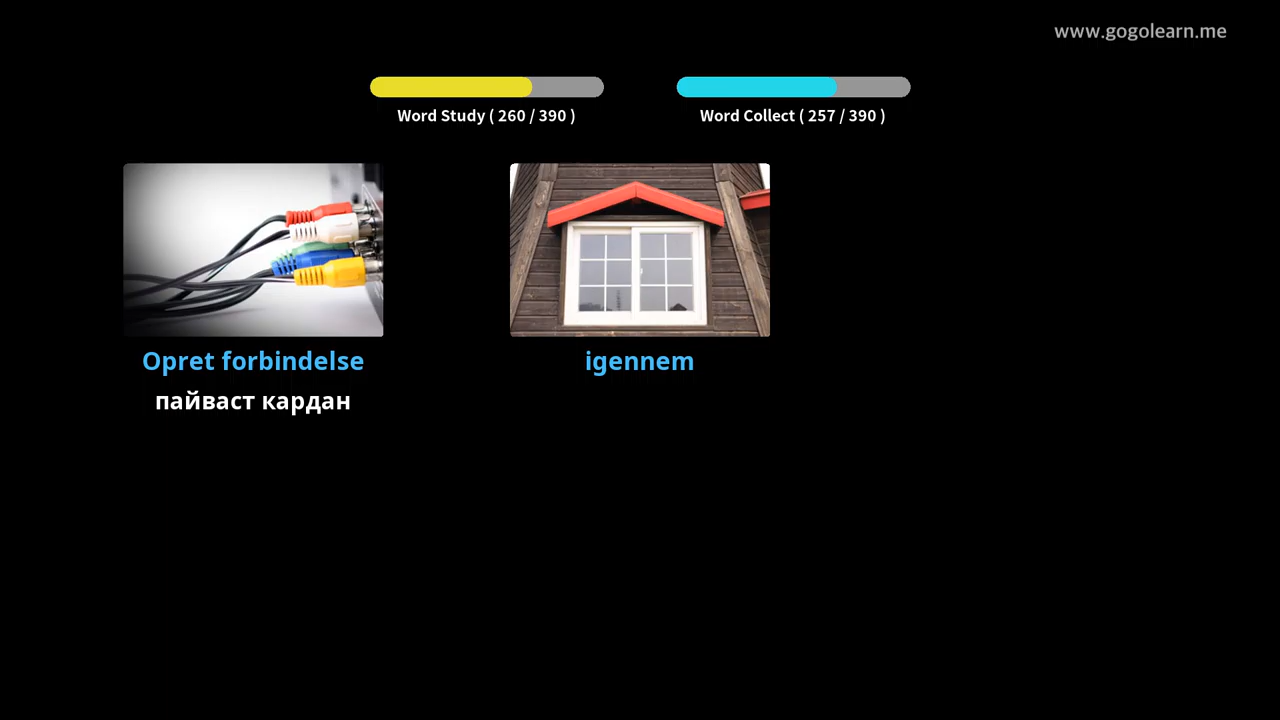 www.gogolearn.me
Word Study ( 260 / 390 )
Word Collect ( 257 / 390 )
Opret forbindelse
пайваст кардан
igennem